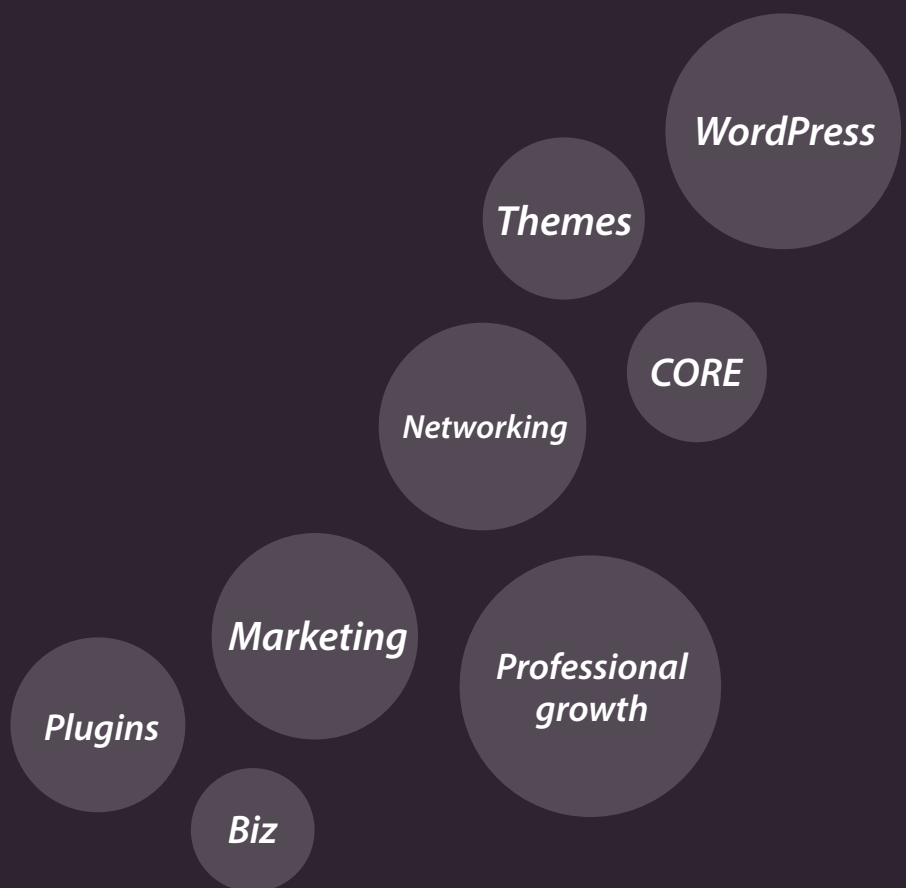 WordPress
Themes
CORE
Networking
Marketing
Professional
growth
Plugins
Biz